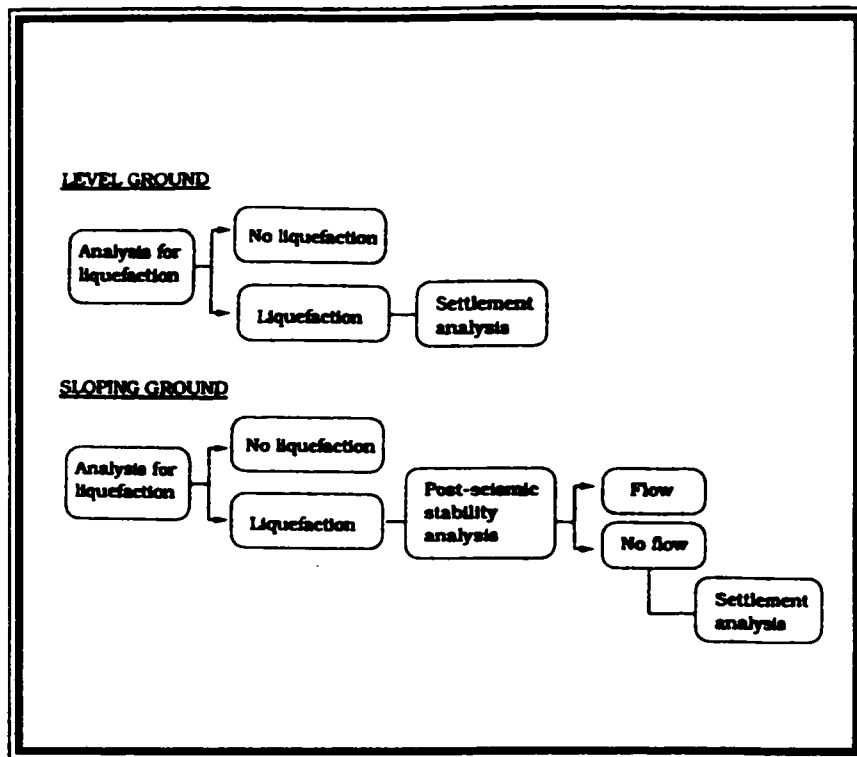 LEVEL GROUND
Analysis for
liquefaction
No liquefaction
Liquefaction
Settlement
analysis
SLOPING GROUND
Analysis for
liquefaction
No liquefaction
Liquefaction
Post-seismic
stability
analysis
Flow
No flow
Settlement
analysis